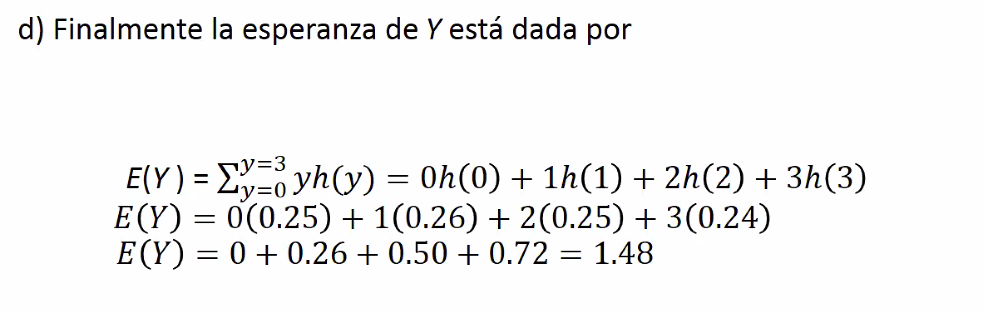 d) Finalmente la esperanza de Y está dada por
E(Y) = ∑_{y=0}^{y=3} yh(y) = 0h(0) + 1h(1) + 2h(2) + 3h(3)
E(Y) = 0(0.25) + 1(0.26) + 2(0.25) + 3(0.24)
E(Y) = 0 + 0.26 + 0.50 + 0.72 = 1.48